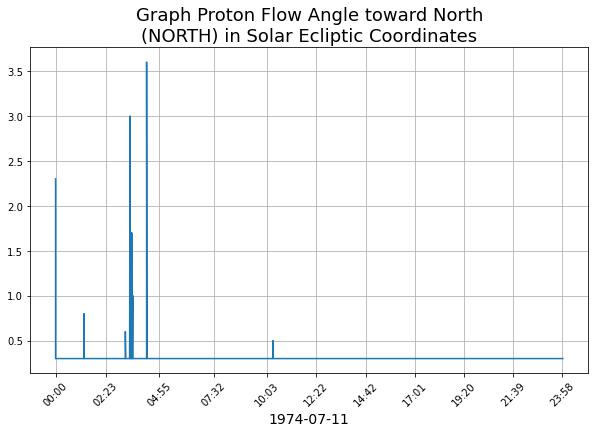 Graph Proton Flow Angle toward North
(NORTH) in Solar Ecliptic Coordinates
3.5
3.0
2.5
2.0
1.5
1.0
0.5
00:00 02:23 04:55 07:32 10:03 12:22 14:42 17:01 19:20 21:39 23:58
1974-07-11